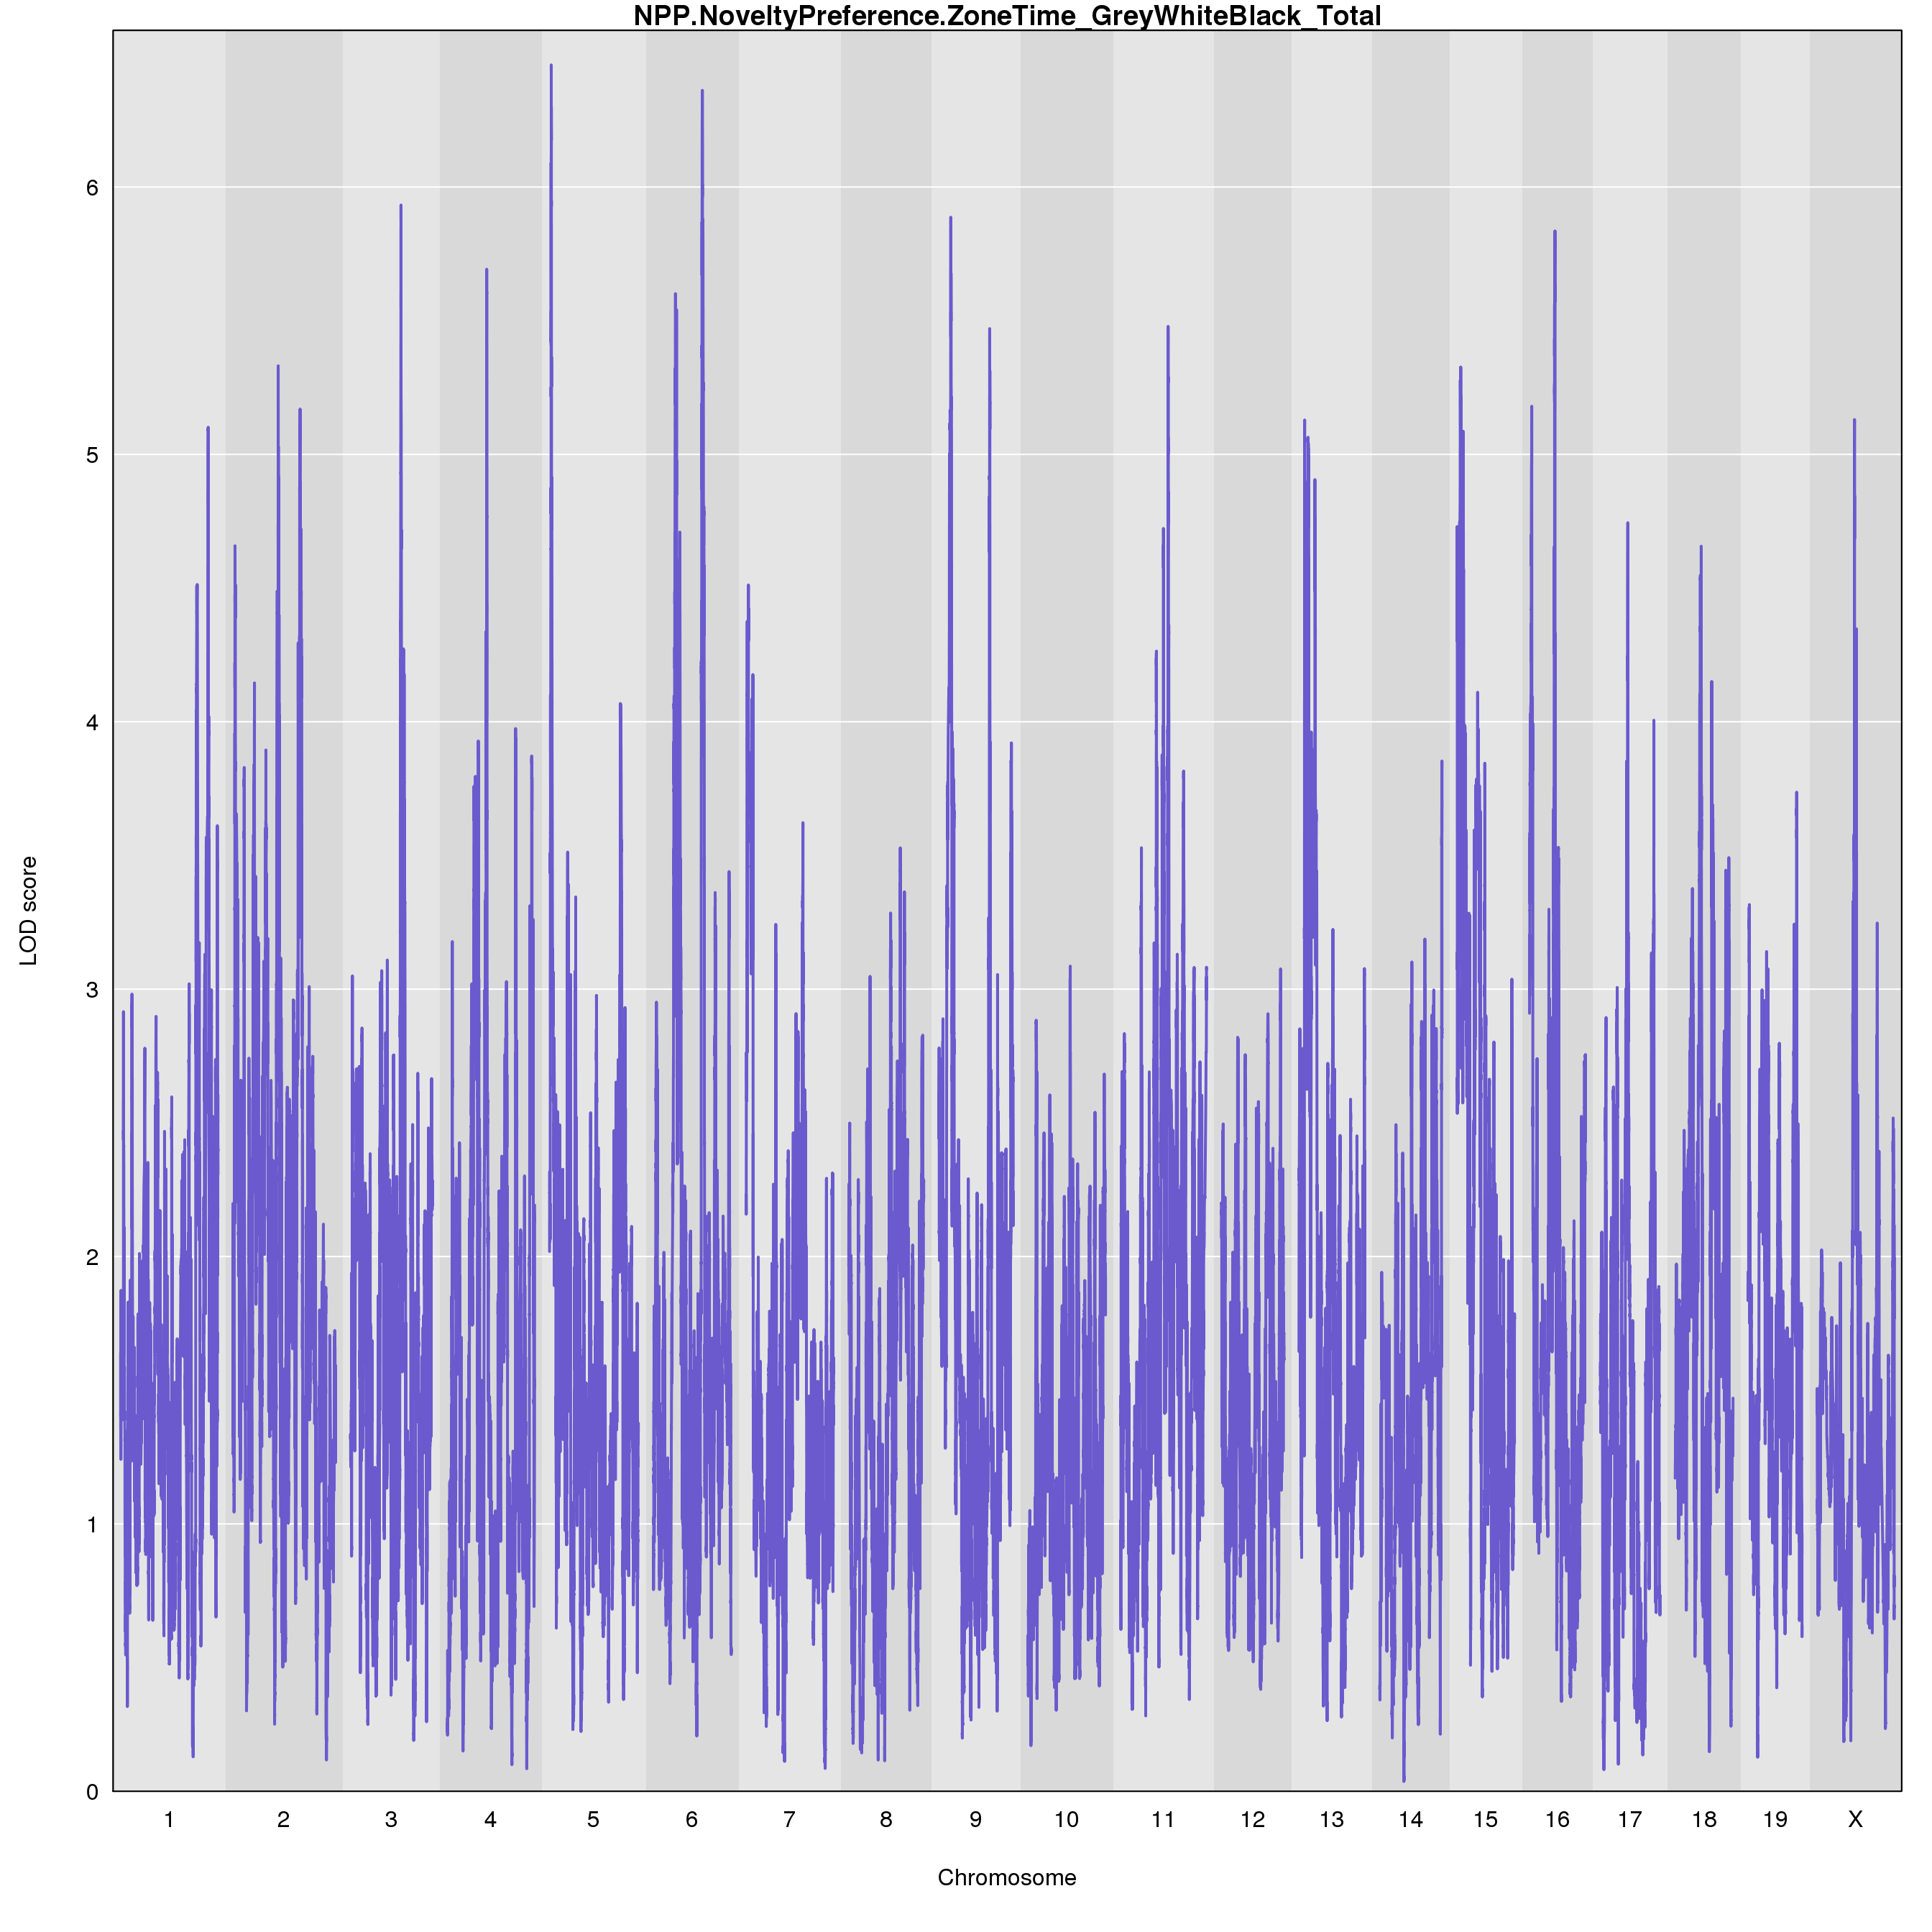 NPP.NoveltyPreference.ZoneTime_GreyWhiteBlack_Total
LOD score
6
5
4
3
2
1
0
1 2 3 4 5 6 7 8 9 10 11 12 13 14 15 16 17 18 19 X
Chromosome